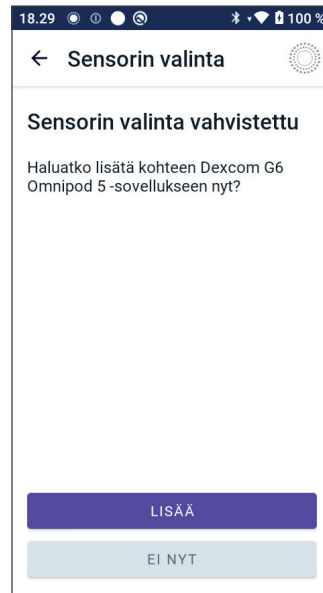 18.29 100 %
Sensorin valinta
Sensorin valinta vahvistettu
Haluatko lisätä kohteen Dexcom G6
Omnipod 5 -sovellukseen nyt?
LISÄÄ
EI NYT